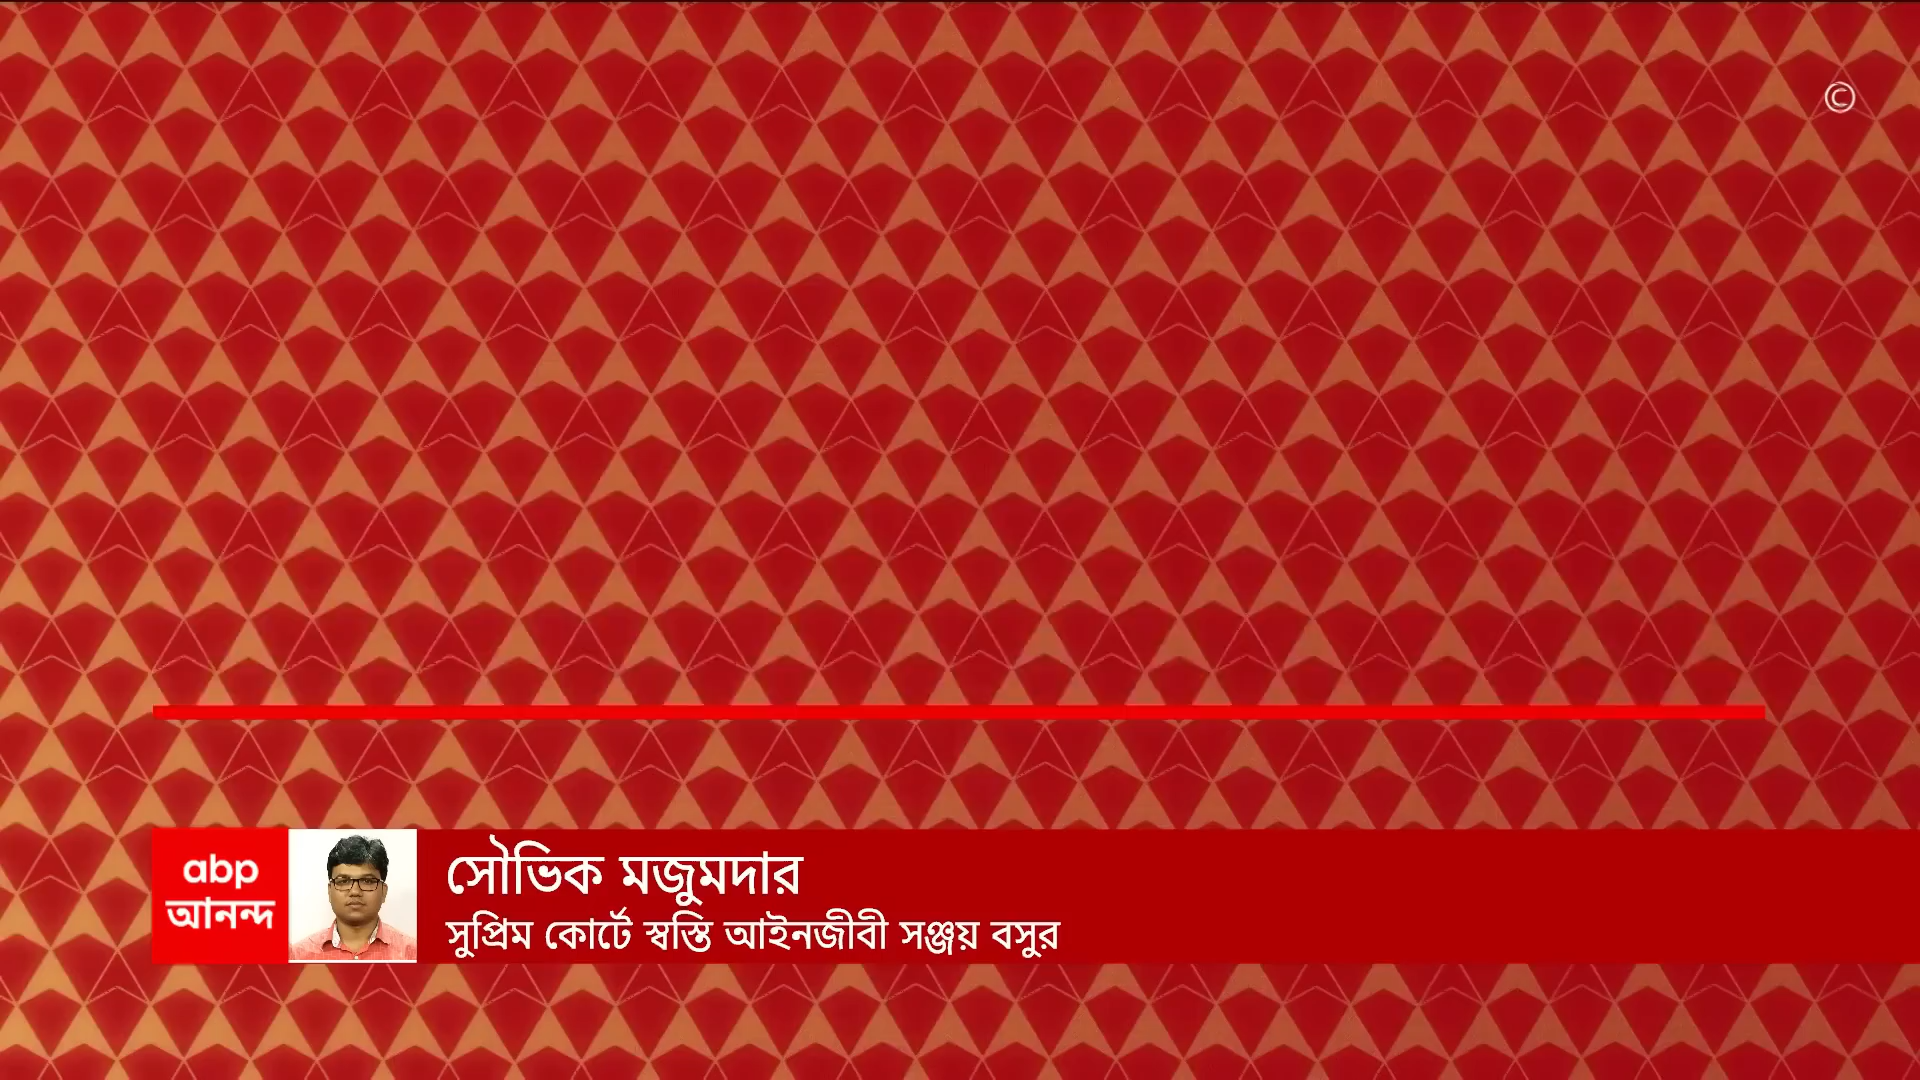 ©
abp
আনন্দ
সৌভিক মজুমদার
সুপ্রিম কোর্টে স্বস্তি আইনজীবী সঞ্জয় বসুর